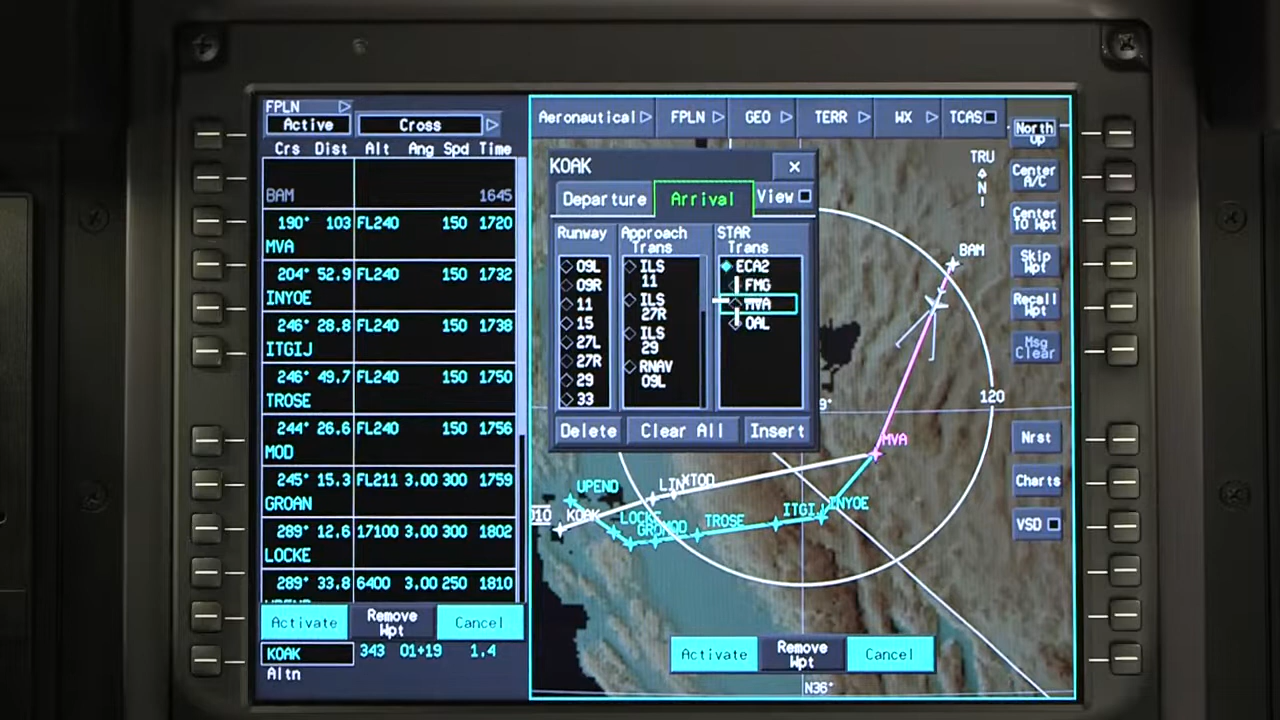 FPLN
Active
Cross
Crs Dist Alt Ang Spd Time
BAM 1645
190° 103 FL240 150 1720
MVA
204° 52.9 FL240 150 1732
INYOE
246° 28.8 FL240 150 1738
ITGIJ
246° 49.7 FL240 150 1750
TROSE
244° 26.6 FL240 150 1756
MOD
245° 15.3 FL211 3.00 300 1759
GROAN
289° 12.6 17100 3.00 300 1802
LOCKE
289° 33.8 6400 3.00 250 1810
Activate
Remove Wpt
Cancel
KOAK 343 01+19 1.4
Altn
Aeronautical FPLN GEO TERR WX TCAS
KOAK
Departure Arrival View
Runway
09L
09R
11
15
27L
27R
29
33
Approach
Trans
ILS
11
ILS
27R
ILS
29
RNAV
09L
STAR
Trans
ECA2
FMG
MVA
OAL
Delete Clear All Insert
TRU
N
BAM
120
9°
MVA
UPEND
LIN
XTOD
KOAK
LOCKE
MOD
TROSE
ITGI
INYOE
N36°
Activate
Remove
Wpt
Cancel
North
Up
Center
A/C
Center
To Wpt
Skip
Wpt
Recall
Wpt
Msg
Clear
Nrst
Charts
VSD